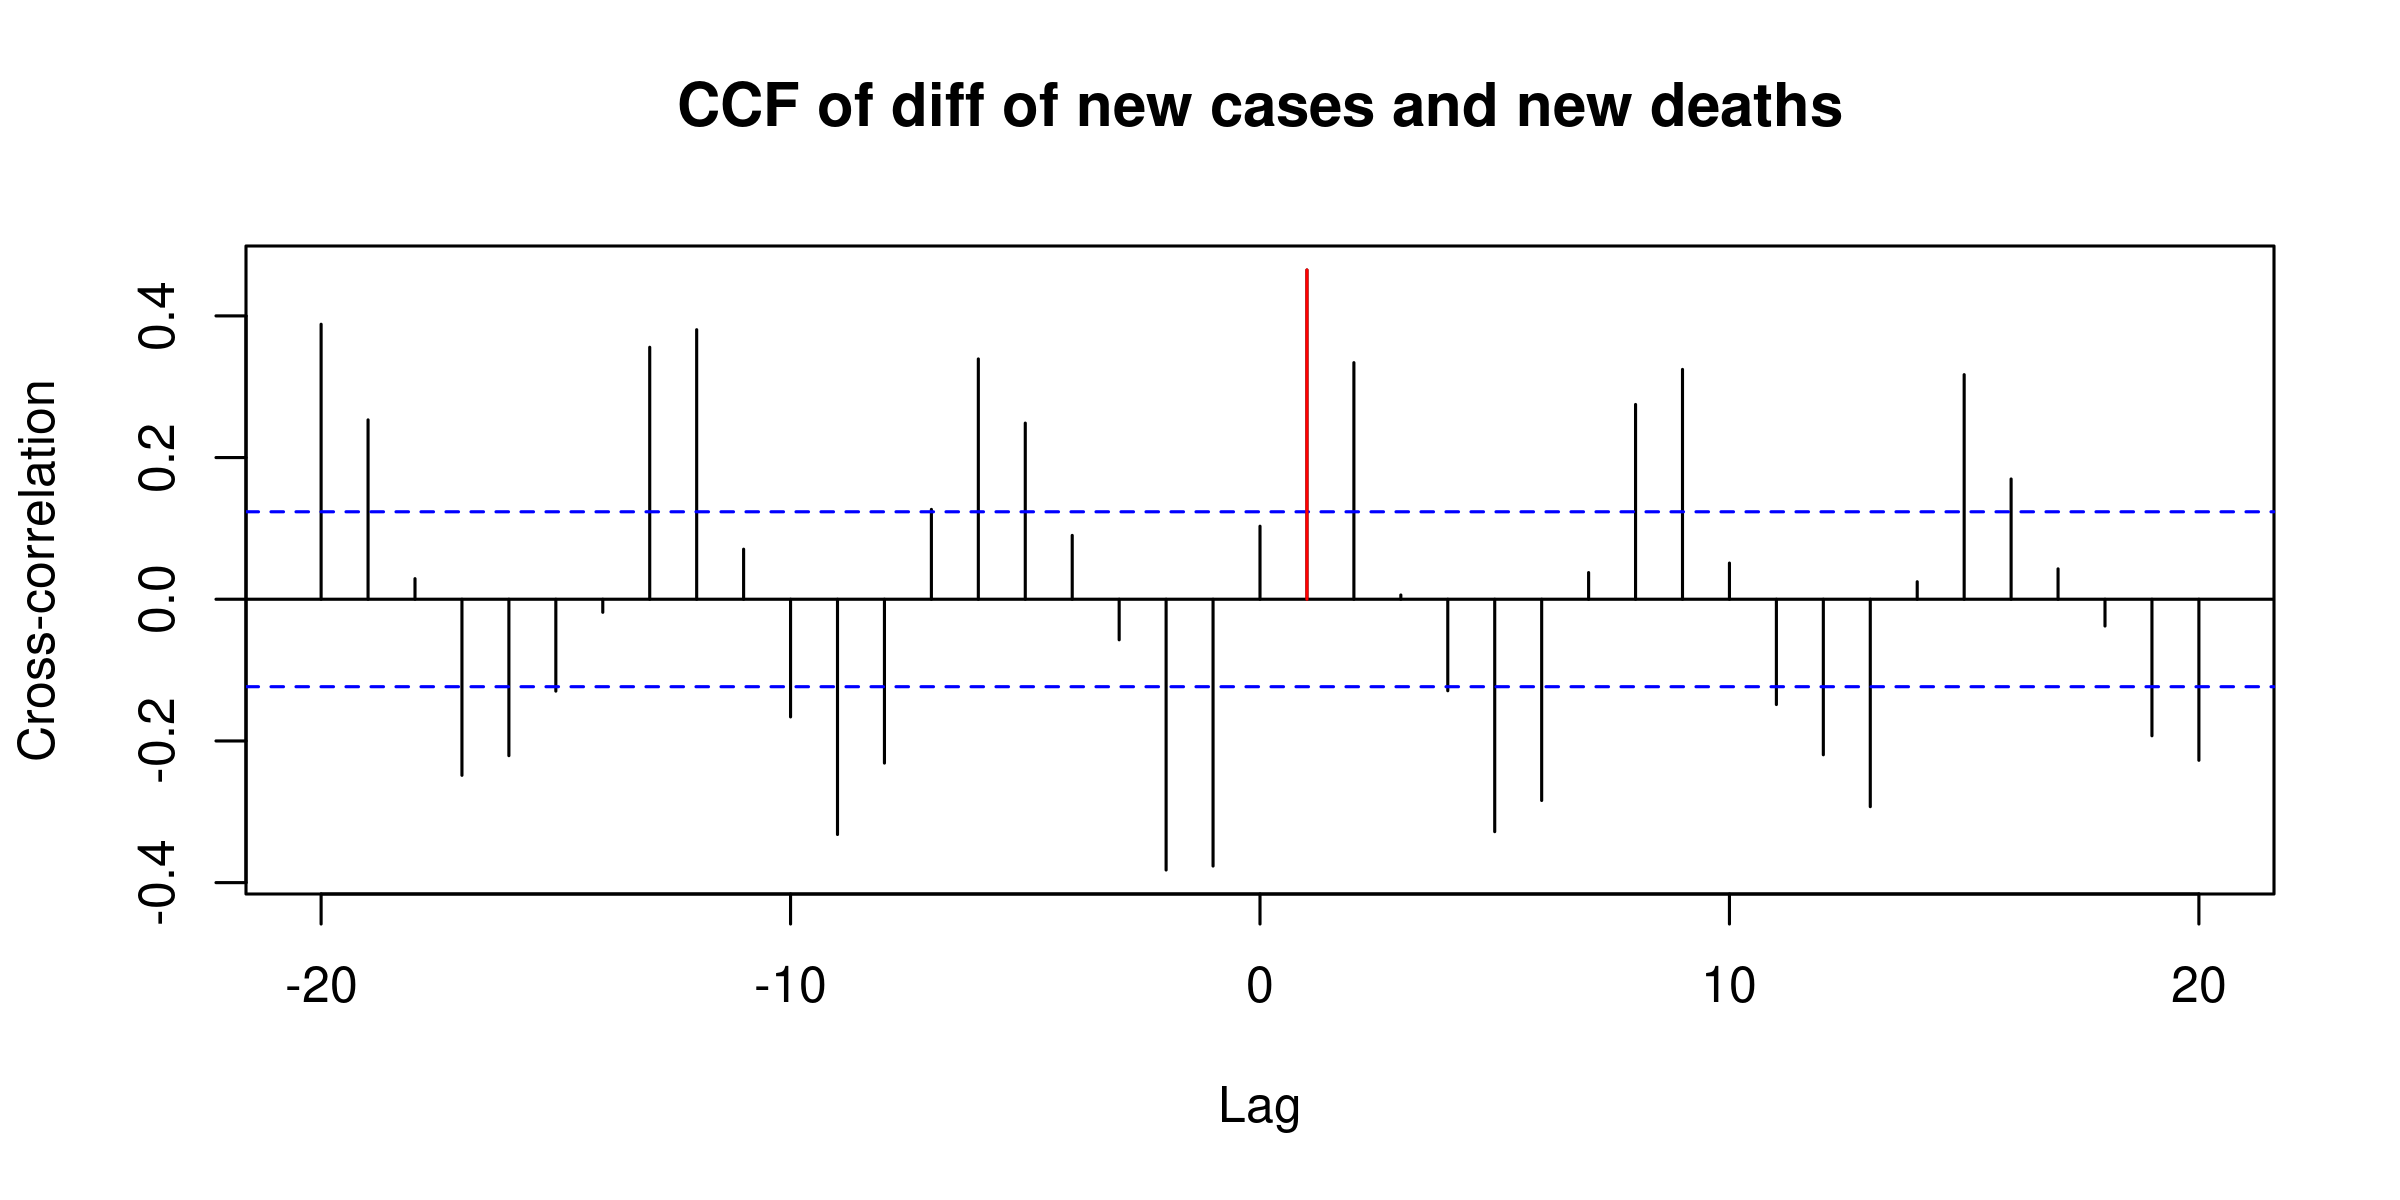 CCF of diff of new cases and new deaths
Cross-correlation
0.4
0.2
0.0
-0.2
-0.4
-20 -10 0 10 20
Lag